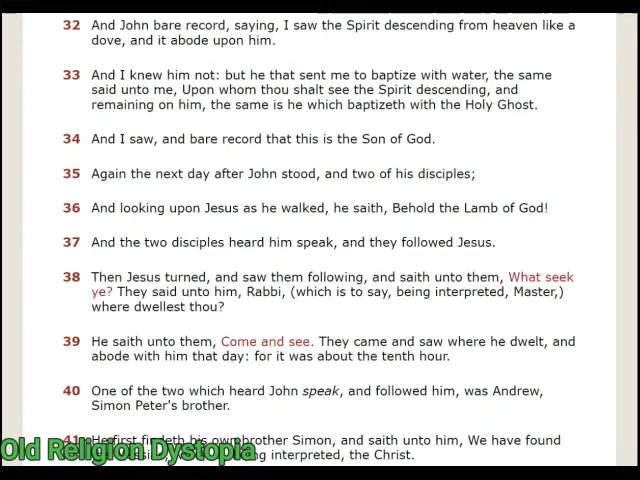 32 And John bare record, saying, I saw the Spirit descending from heaven like a
dove, and it abode upon him.
33 And I knew him not: but he that sent me to baptize with water, the same
said unto me, Upon whom thou shalt see the Spirit descending, and
remaining on him, the same is he which baptizeth with the Holy Ghost.
34 And I saw, and bare record that this is the Son of God.
35 Again the next day after John stood, and two of his disciples;
36 And looking upon Jesus as he walked, he saith, Behold the Lamb of God!
37 And the two disciples heard him speak, and they followed Jesus.
38 Then Jesus turned, and saw them following, and saith unto them, What seek
ye? They said unto him, Rabbi, (which is to say, being interpreted, Master,)
where dwellest thou?
39 He saith unto them, Come and see. They came and saw where he dwelt, and
abode with him that day: for it was about the tenth hour.
40 One of the two which heard John speak, and followed him, was Andrew,
Simon Peter's brother.
41 He first findeth his own brother Simon, and saith unto him, We have found
interpreted, the Christ.
Old Religion Dystopia